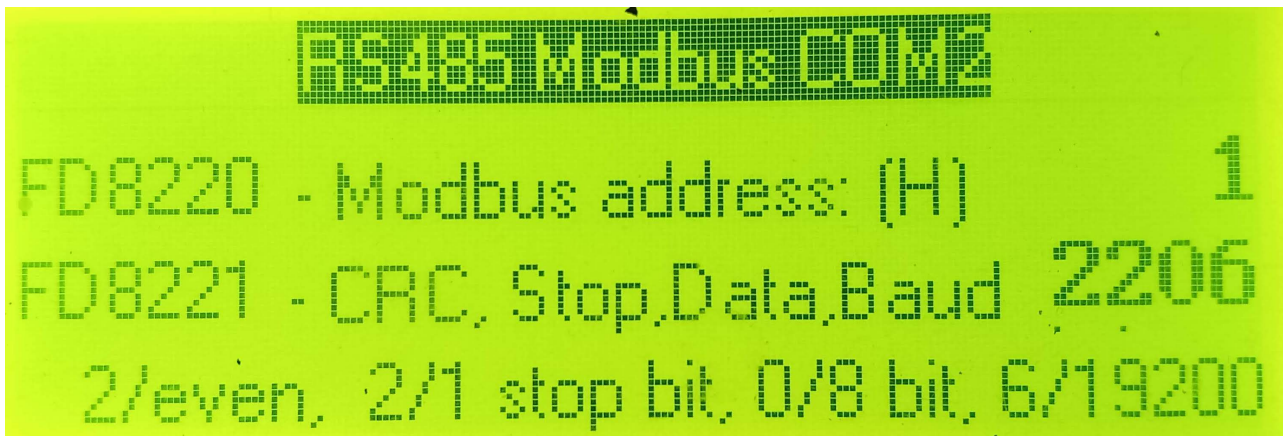 RS485 Modbus COM2
FD8220 - Modbus address: (H) 1
FD8221 - CRC, Stop,Data,Baud 2206
2/even, 2/1 stop bit, 0/8 bit, 6/19200